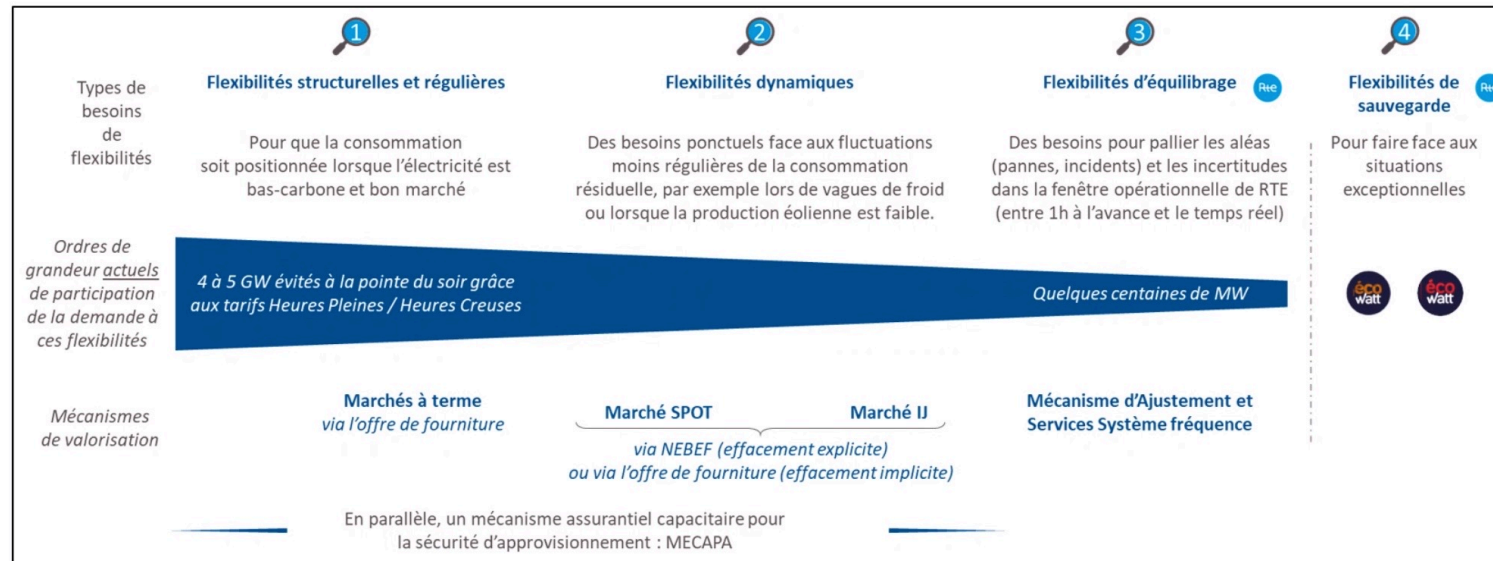 1
2
3
4
Types de
besoins
de
flexibilités
Flexibilités structurelles et régulières
Pour que la consommation
soit positionnée lorsque l'électricité est
bas-carbone et bon marché
Flexibilités dynamiques
Des besoins ponctuels face aux fluctuations
moins régulières de la consommation
résiduelle, par exemple lors de vagues de froid
ou lorsque la production éolienne est faible.
Flexibilités d'équilibrage
Rte
Des besoins pour pallier les aléas
(pannes, incidents) et les incertitudes
dans la fenêtre opérationnelle de RTE
(entre 1h à l'avance et le temps réel)
Flexibilités de
sauvegarde
Rte
Pour faire face aux
situations
exceptionnelles
Ordres de
grandeur actuels
de participation
de la demande à
ces flexibilités
4 à 5 GW évités à la pointe du soir grâce
aux tarifs Heures Pleines / Heures Creuses
Quelques centaines de MW
éco
watt
éco
watt
Mécanismes
de valorisation
Marchés à terme
via l'offre de fourniture
Marché SPOT
Marché IJ
via NEBEF (effacement explicite)
ou via l'offre de fourniture (effacement implicite)
Mécanisme d'Ajustement et
Services Système fréquence
En parallèle, un mécanisme assurantiel capacitaire pour
la sécurité d'approvisionnement : MECAPA